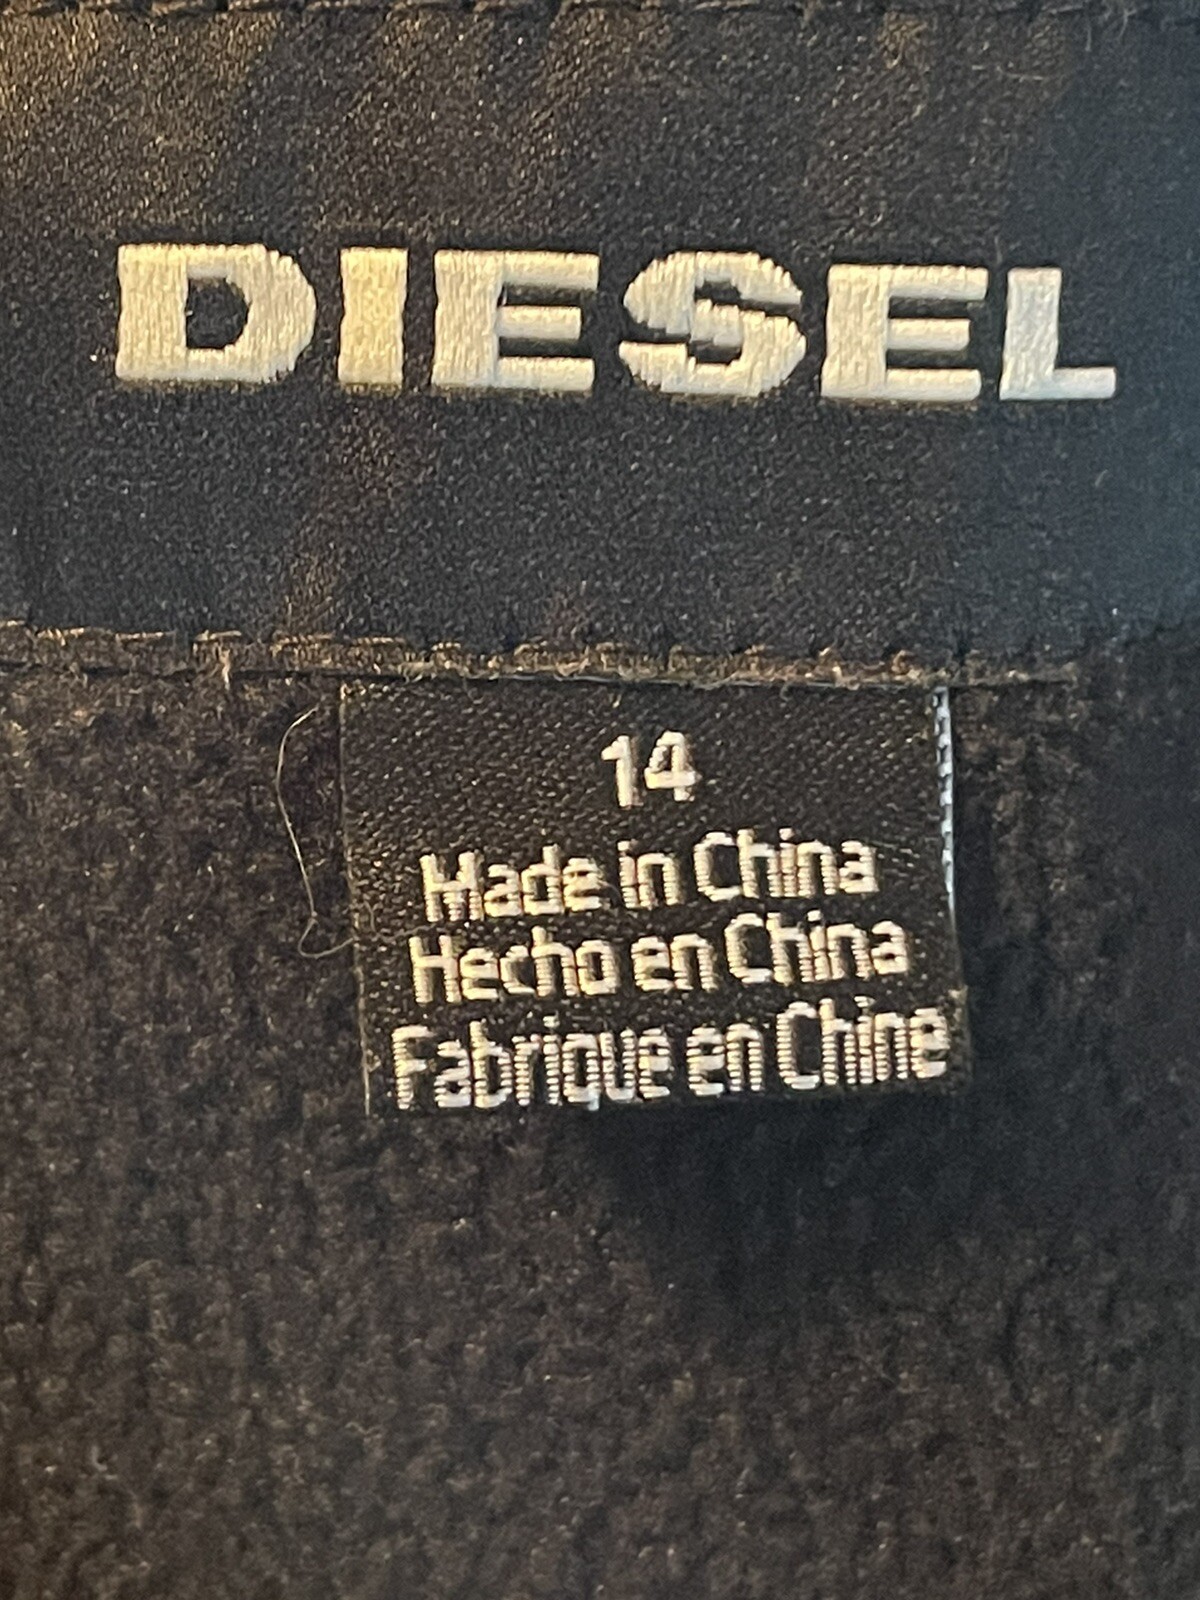 DIESEL
14
Made in China
Hecho en China
Fabrique en Chine